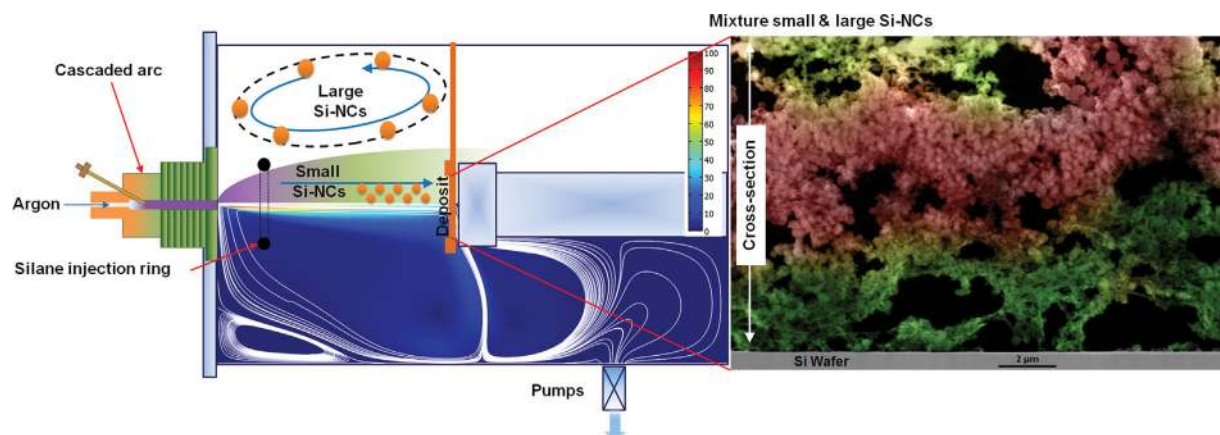 Mixture small & large Si-NCs
Cascaded arc
Large
Si-NCs
100
90
80
70
60
50
40
30
20
10
0
Small
Si-NCs
Argon
Deposit
Cross-section
Silane injection ring
Si Wafer
2 µm
Pumps